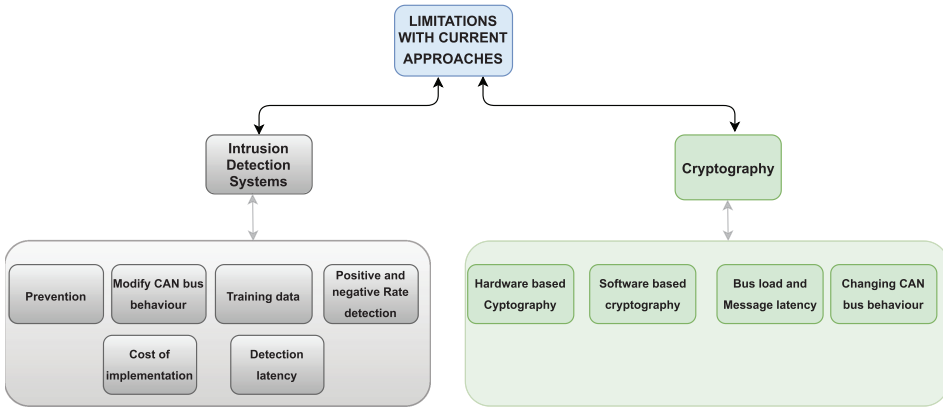 LIMITATIONS
WITH CURRENT
APPROACHES
Intrusion
Detection
Systems
Cryptography
Prevention
Modify CAN bus
behaviour
Training data
Positive and
negative Rate
detection
Cost of
implementation
Detection
latency
Hardware based
Cyptography
Software based
cryptography
Bus load and
Message latency
Changing CAN
bus behaviour